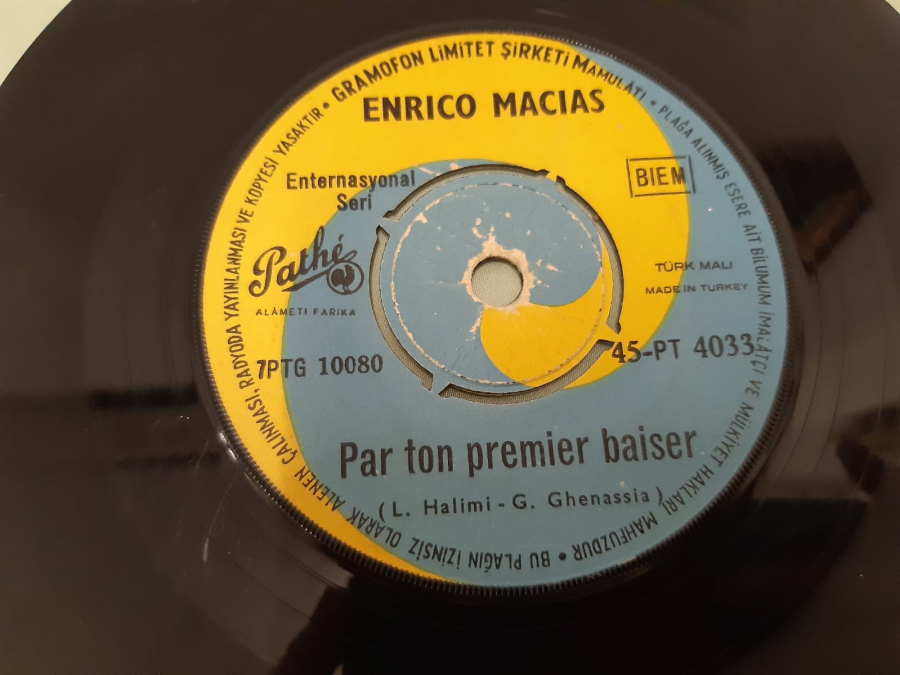 GRAMOFON LİMİTET ŞİRKETİ MAMULATI • PLAĞA ALINMIŞ ESERE AİT BİLUMUM İMALÂTÇI VE MÜLKİYET HAKLARI MAHFUZDUR • BU PLAĞIN İZİNSİZ OLARAK ALENEN ÇALINMASI, RADYODA YAYINLANMASI VE KOPYESİ YASAKTIR •
ENRICO MACIAS
Enternasyonal
Seri
BIEM
Pathé
ALÂMETİ FARİKA
TÜRK MALI
MADE IN TURKEY
7PTG 10080
45-PT 4033
Par ton premier baiser
(L. Halimi - G. Ghenassia)